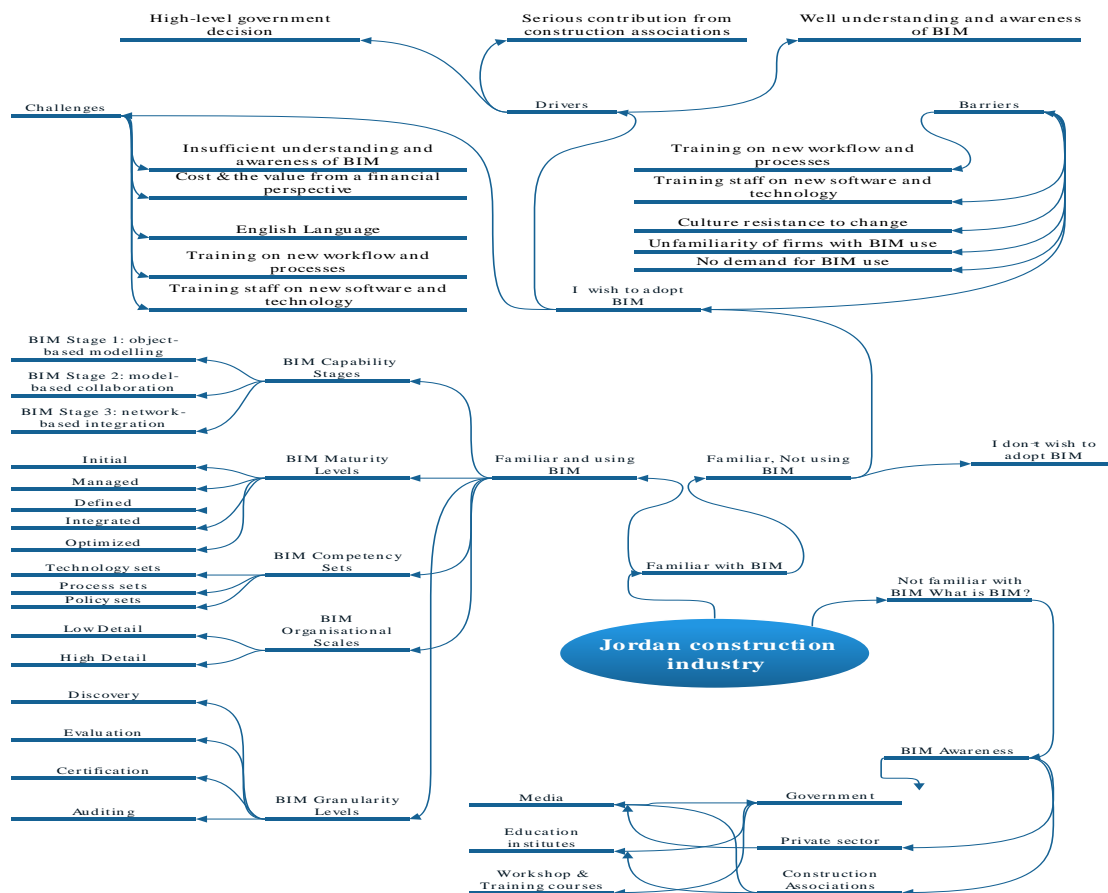 High-level government
decision
Serious contribution from
construction associations
Well understanding and awareness
of BIM
Challenges
Drivers
Barriers
Insufficient understanding and
awareness of BIM
Cost & the value from a financial
perspective
English Language
Training on new workflow and
processes
Training staff on new software and
technology
Training on new workflow and
processes
Training staff on new software and
technology
Culture resistance to change
Unfamiliarity of firms with BIM use
No demand for BIM use
I wish to adopt
BIM
BIM Stage 1: object-
based modelling
BIM Stage 2: model-
based collaboration
BIM Stage 3: network-
based integration
BIM Capability
Stages
Initial
Managed
Defined
Integrated
Optimized
BIM Maturity
Levels
Familiar and using
BIM
Familiar, Not using
BIM
I don't wish to
adopt BIM
Technology sets
Process sets
Policy sets
BIM Competency
Sets
Familiar with BIM
Not familiar with
BIM What is BIM?
Low Detail
High Detail
BIM
Organisational
Scales
Jordan construction
industry
Discovery
Evaluation
Certification
Auditing
BIM Granularity
Levels
BIM Awareness
Media
Education
institutes
Workshop &
Training courses
Government
Private sector
Construction
Associations